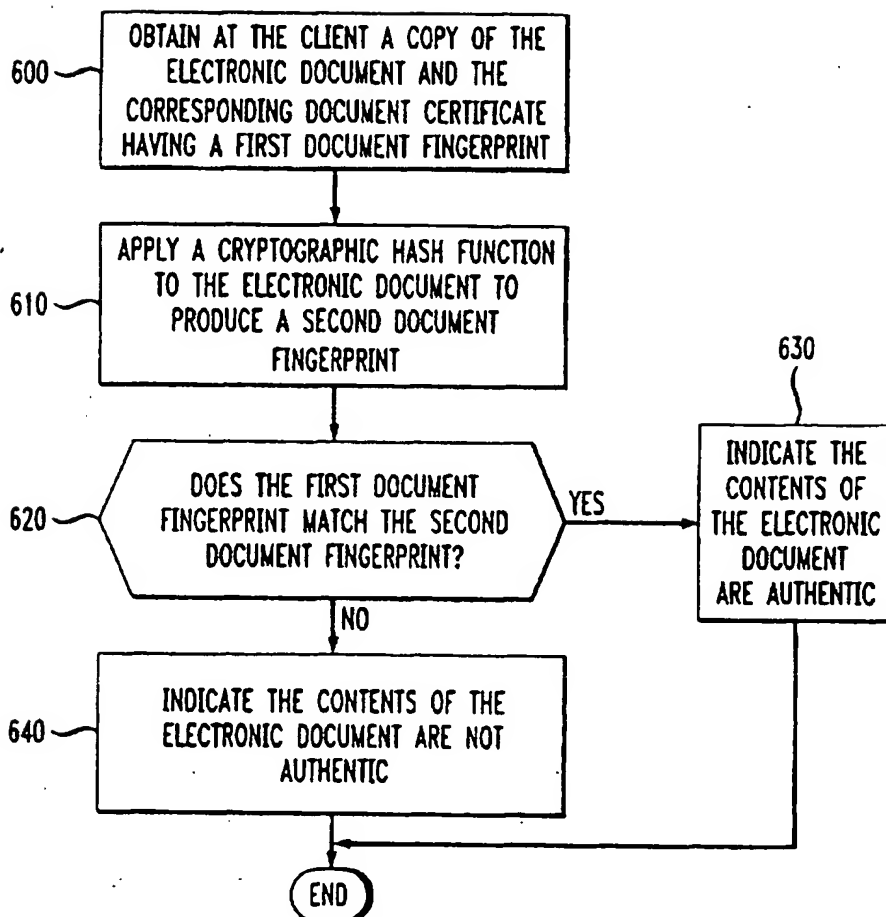 600
OBTAIN AT THE CLIENT A COPY OF THE
ELECTRONIC DOCUMENT AND THE
CORRESPONDING DOCUMENT CERTIFICATE
HAVING A FIRST DOCUMENT FINGERPRINT
610
APPLY A CRYPTOGRAPHIC HASH FUNCTION
TO THE ELECTRONIC DOCUMENT TO
PRODUCE A SECOND DOCUMENT
FINGERPRINT
620
DOES THE FIRST DOCUMENT
FINGERPRINT MATCH THE SECOND
DOCUMENT FINGERPRINT?
YES
630
INDICATE THE
CONTENTS OF
THE ELECTRONIC
DOCUMENT
ARE AUTHENTIC
NO
640
INDICATE THE CONTENTS OF THE
ELECTRONIC DOCUMENT ARE NOT
AUTHENTIC
END